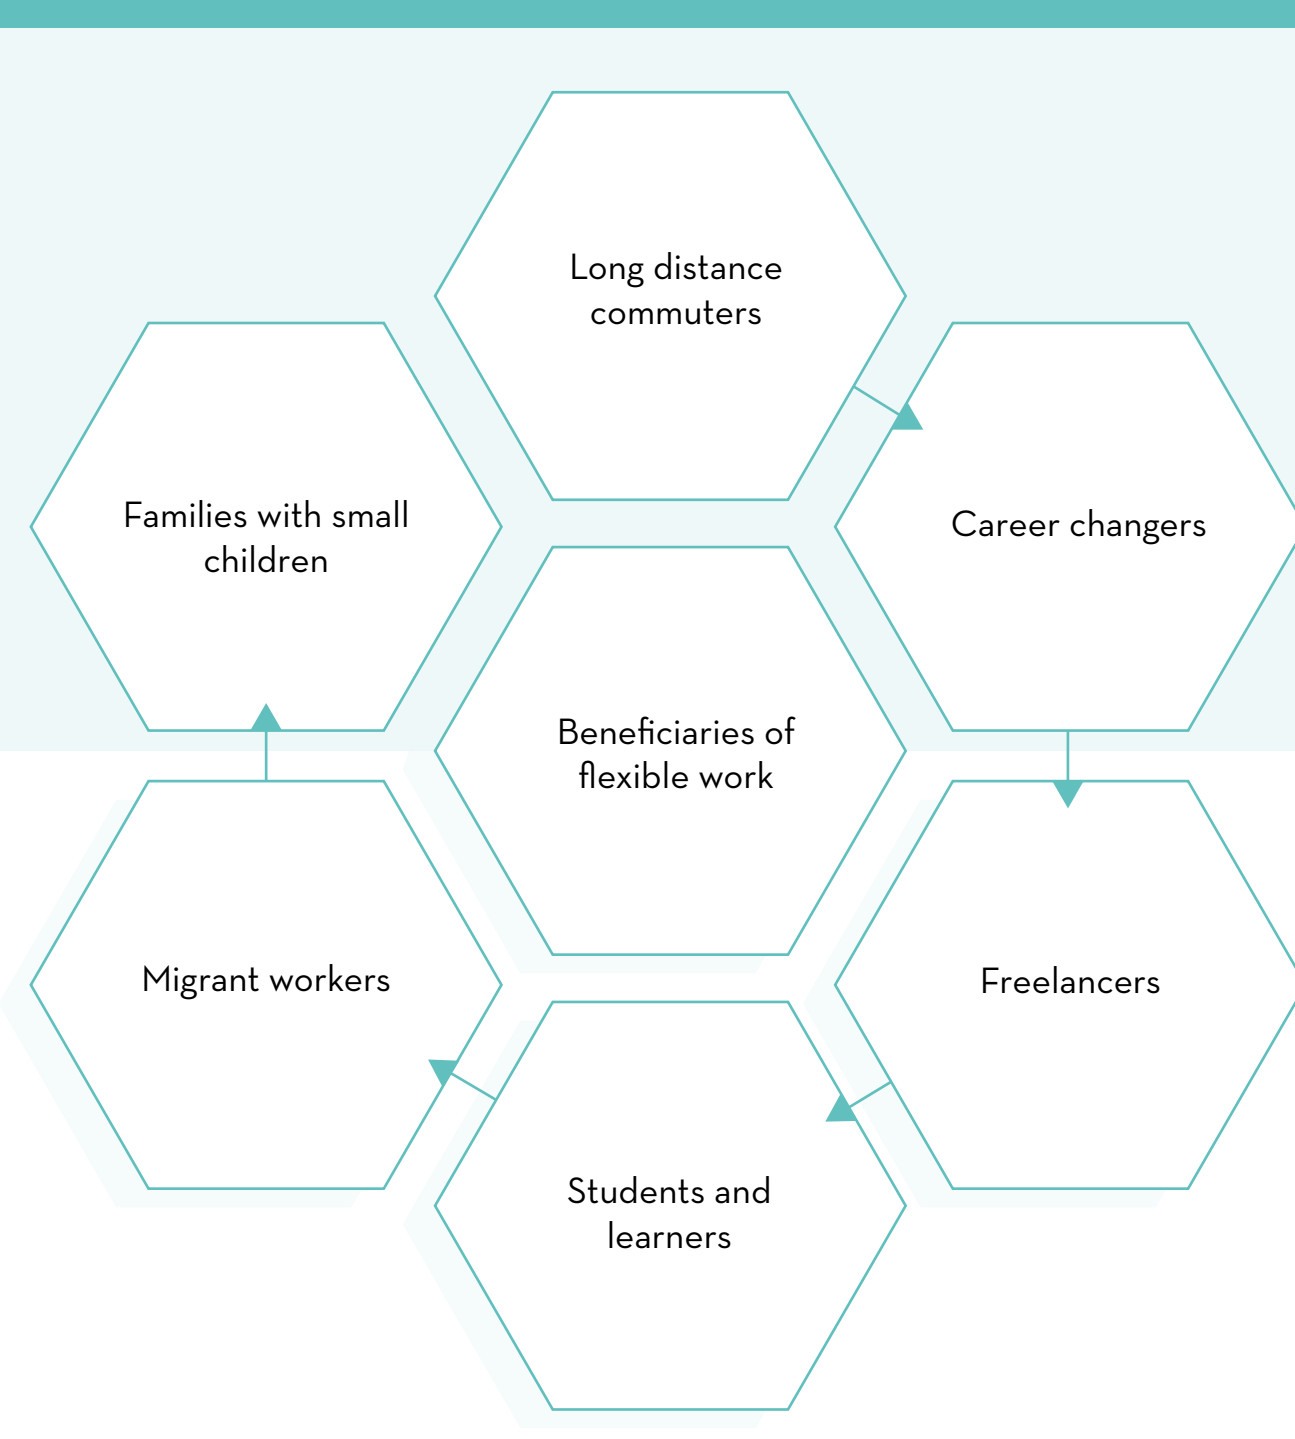 Long distance
commuters
Families with small
children
Career changers
Beneficiaries of
flexible work
Migrant workers
Freelancers
Students and
learners